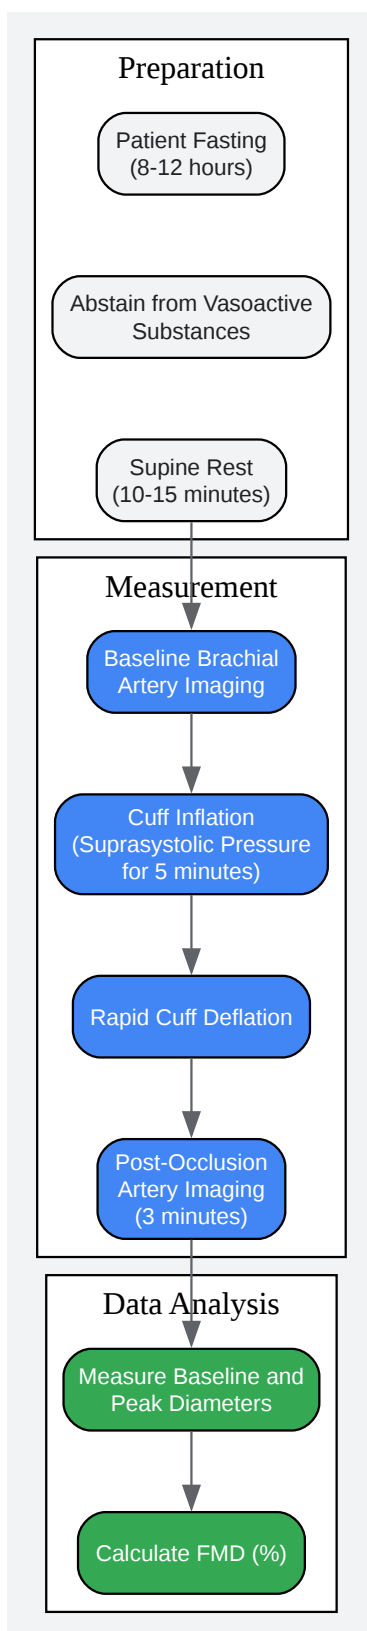 Preparation
Patient Fasting
(8-12 hours)
Abstain from Vasoactive
Substances
Supine Rest
(10-15 minutes)
Measurement
Baseline Brachial
Artery Imaging
Cuff Inflation
(Suprasystolic Pressure
for 5 minutes)
Rapid Cuff Deflation
Post-Occlusion
Artery Imaging
(3 minutes)
Data Analysis
Measure Baseline and
Peak Diameters
Calculate FMD (%)